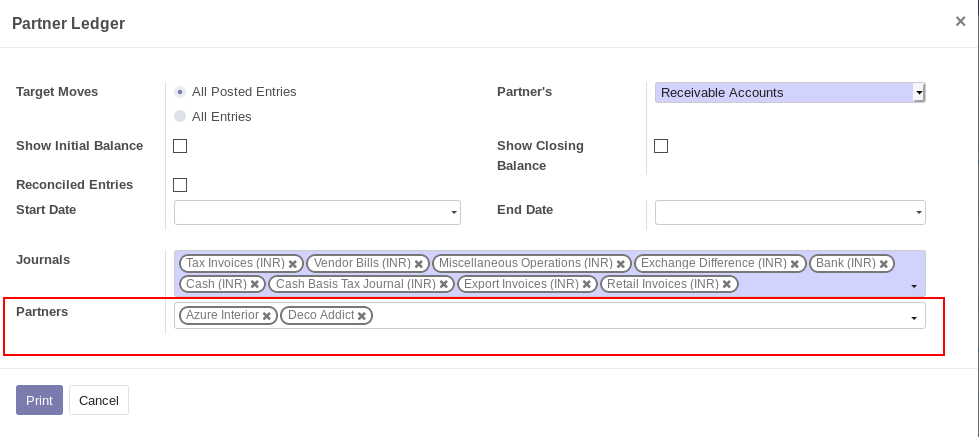 Partner Ledger ×
Target Moves All Posted Entries Partner's Receivable Accounts
All Entries
Show Initial Balance Show Closing
Balance
Reconciled Entries
Start Date End Date
Journals Tax Invoices (INR) Vendor Bills (INR) Miscellaneous Operations (INR) Exchange Difference (INR) Bank (INR)
Cash (INR) Cash Basis Tax Journal (INR) Export Invoices (INR) Retail Invoices (INR)
Partners Azure Interior Deco Addict
Print Cancel